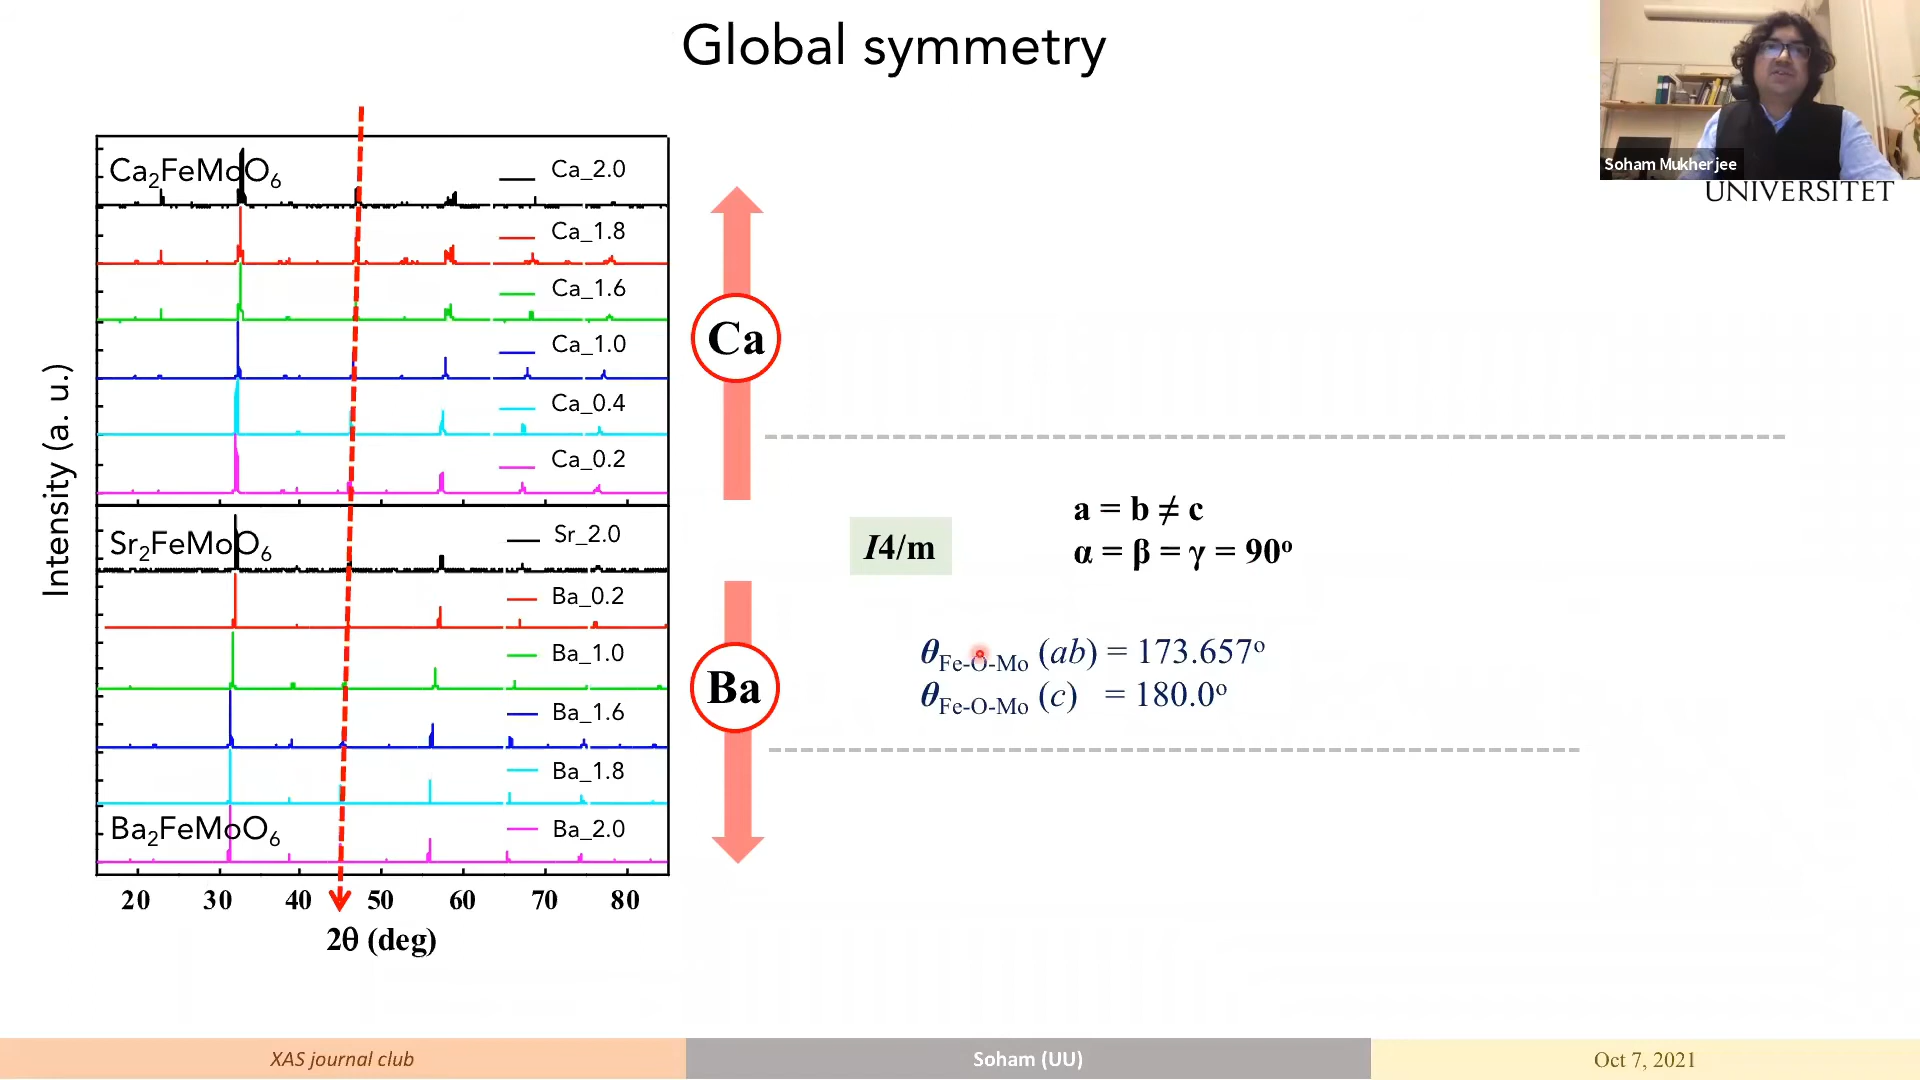 Global symmetry
Soham Mukherjee
UNIVERSITET
Ca₂FeMoO₆
Ca_2.0
Ca_1.8
Ca_1.6
Ca_1.0
Ca_0.4
Ca_0.2
Sr₂FeMoO₆
Sr_2.0
Ba_0.2
Ba_1.0
Ba_1.6
Ba_1.8
Ba₂FeMoO₆
Ba_2.0
Intensity (a. u.)
20 30 40 50 60 70 80
2θ (deg)
Ca
Ba
I4/m
a = b ≠ c
α = β = γ = 90º
θFe-O-Mo (ab) = 173.657º
θFe-O-Mo (c) = 180.0º
XAS journal club
Soham (UU)
Oct 7, 2021